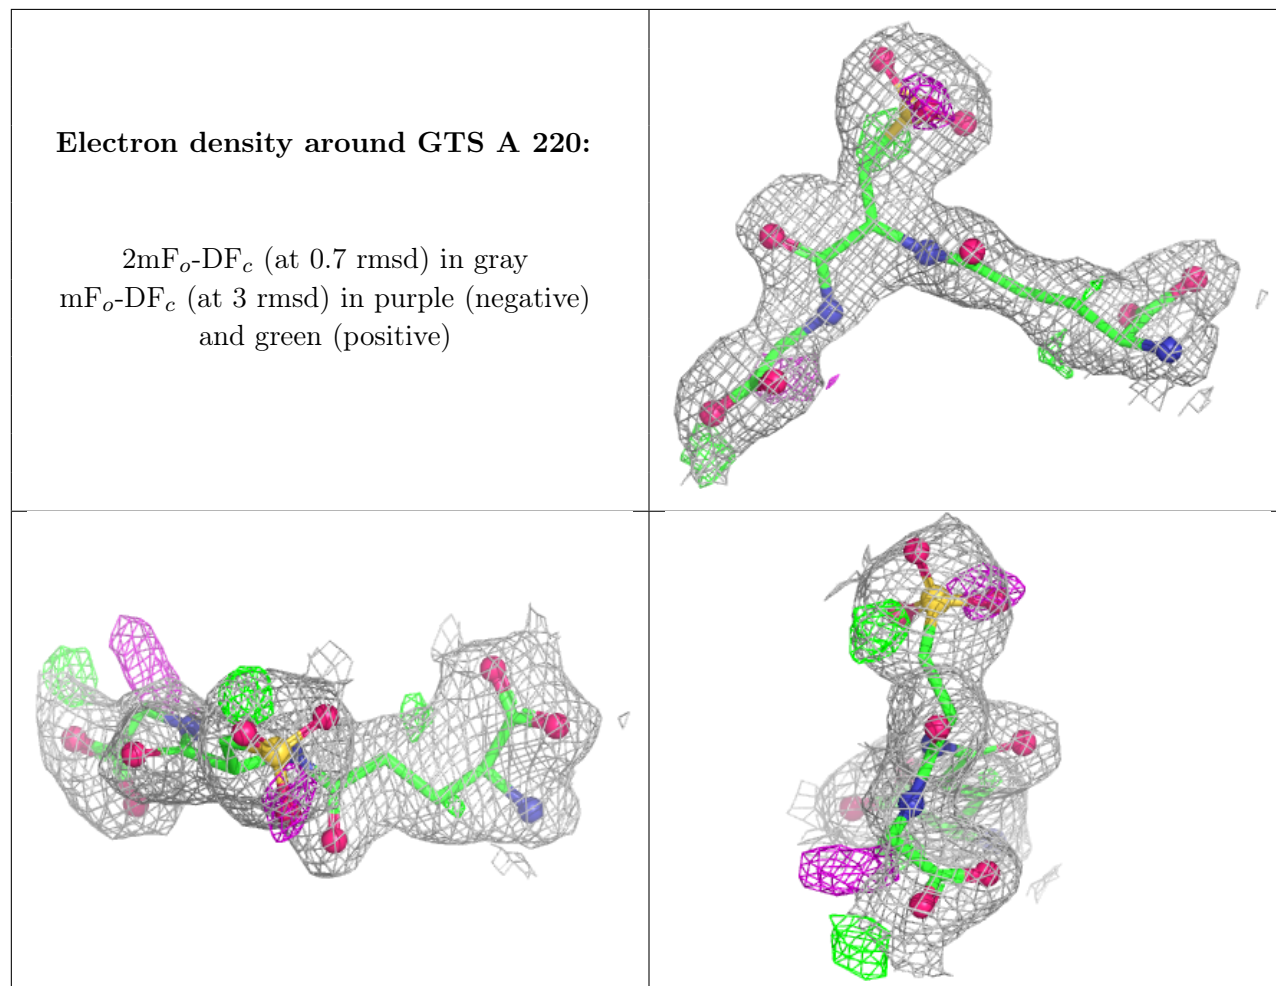 Electron density around GTS A 220:
2mFo-DFc (at 0.7 rmsd) in gray
mFo-DFc (at 3 rmsd) in purple (negative)
and green (positive)